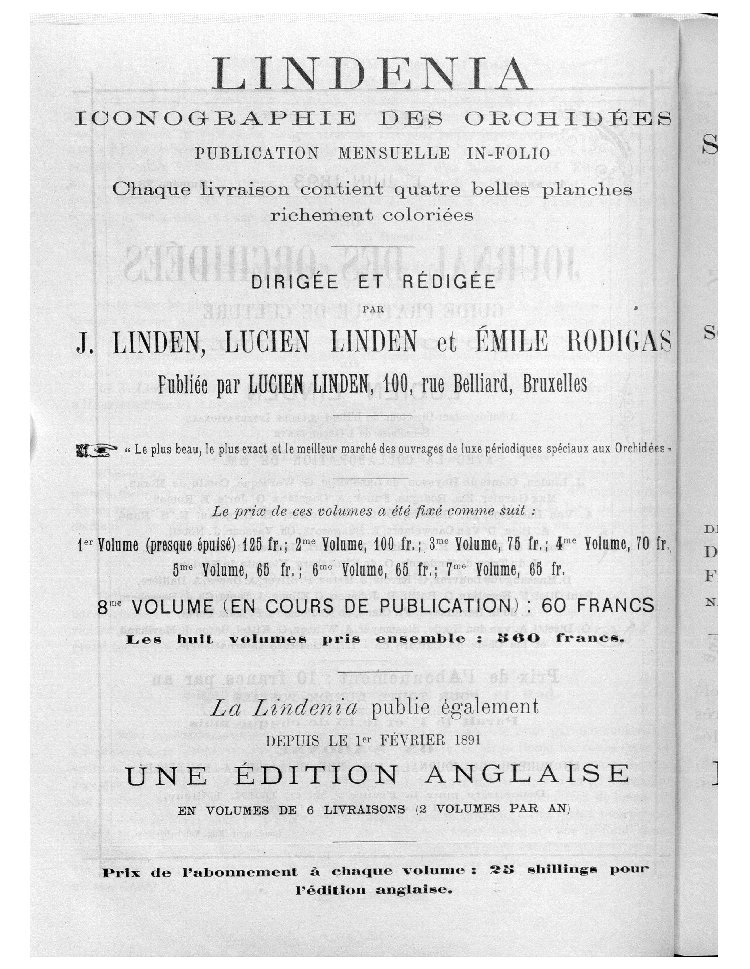 LINDENIA
ICONOGRAPHIE DES ORCHIDÉES
PUBLICATION MENSUELLE IN-FOLIO
Chaque livraison contient quatre belles planches
richement coloriées
DIRIGÉE ET RÉDIGÉE
PAR
J. LINDEN, LUCIEN LINDEN et ÉMILE RODIGAS
Publiée par LUCIEN LINDEN, 100, rue Belliard, Bruxelles
“ Le plus beau, le plus exact et le meilleur marché des ouvrages de luxe périodiques spéciaux aux Orchidées „
Le prix de ces volumes a été fixé comme suit :
1er Volume (presque épuisé) 125 fr.; 2me Volume, 100 fr.; 3me Volume, 75 fr.; 4me Volume, 70 fr.
5me Volume, 65 fr.; 6me Volume, 65 fr.; 7me Volume, 65 fr.
8me VOLUME (EN COURS DE PUBLICATION) : 60 FRANCS
Les huit volumes pris ensemble : 560 francs.
La Lindenia publie également
DEPUIS LE 1er FÉVRIER 1891
UNE ÉDITION ANGLAISE
EN VOLUMES DE 6 LIVRAISONS (2 VOLUMES PAR AN)
Prix de l'abonnement à chaque volume : 25 shillings pour
l'édition anglaise.